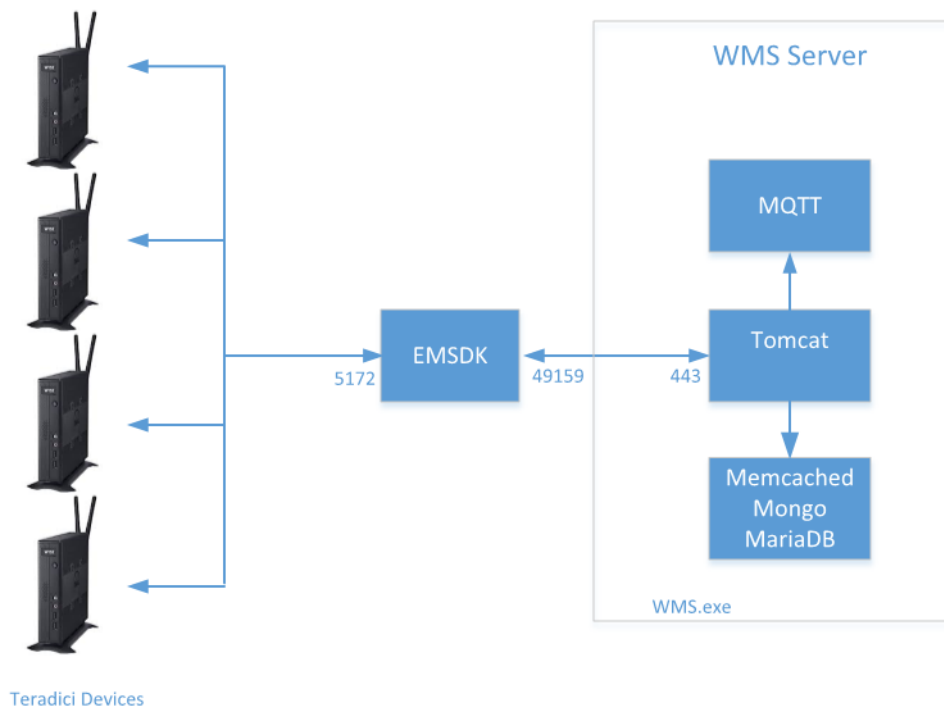 WMS Server
MQTT
Tomcat
EMSDK
5172
49159
443
Memcached
Mongo
MariaDB
WMS.exe
Teradici Devices